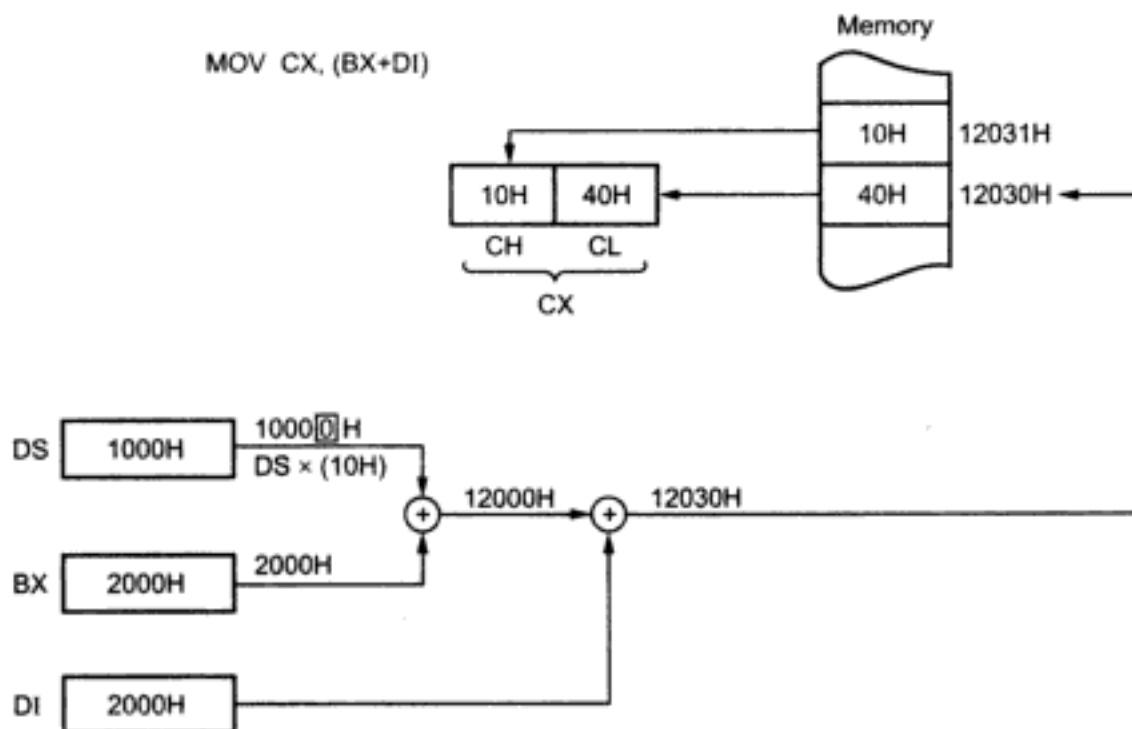 Memory
MOV CX, (BX+DI)
10H 12031H
10H 40H 40H 12030H
CH CL
CX
10000H
DS 1000H
DS × (10H)
12000H 12030H
+ +
2000H
BX 2000H
DI 2000H